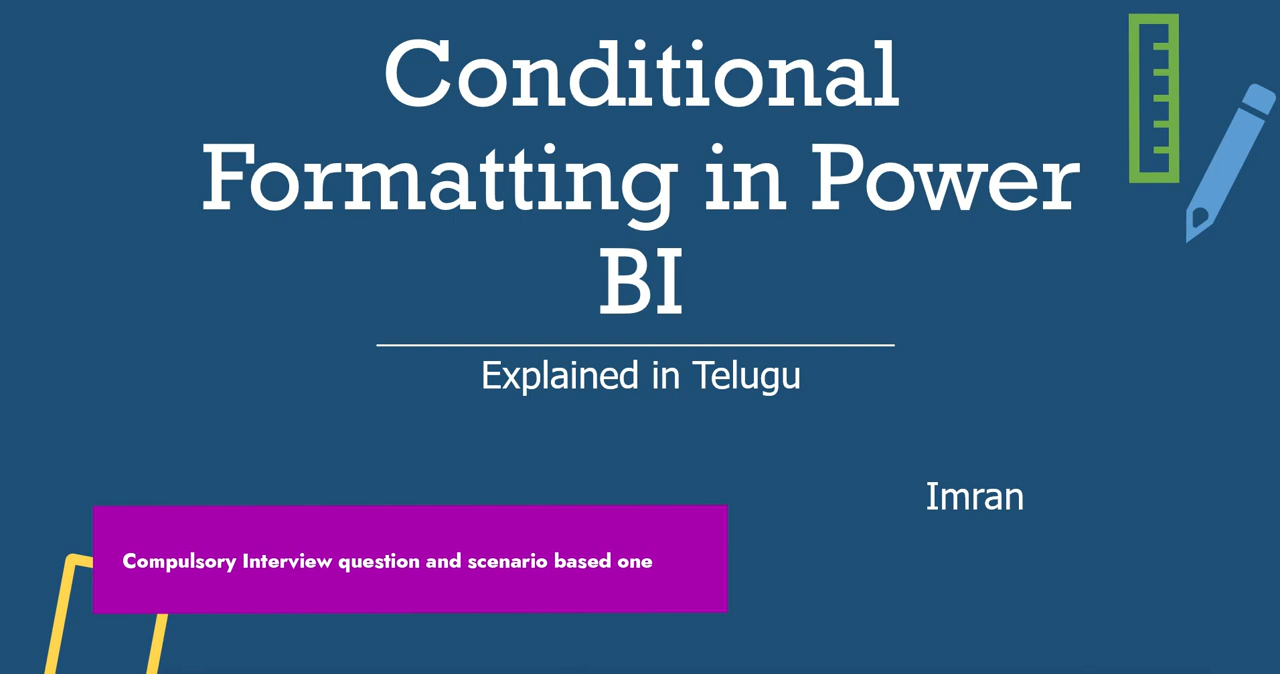 Conditional
Formatting in Power
BI
Explained in Telugu
Imran
Compulsory Interview question and scenario based one